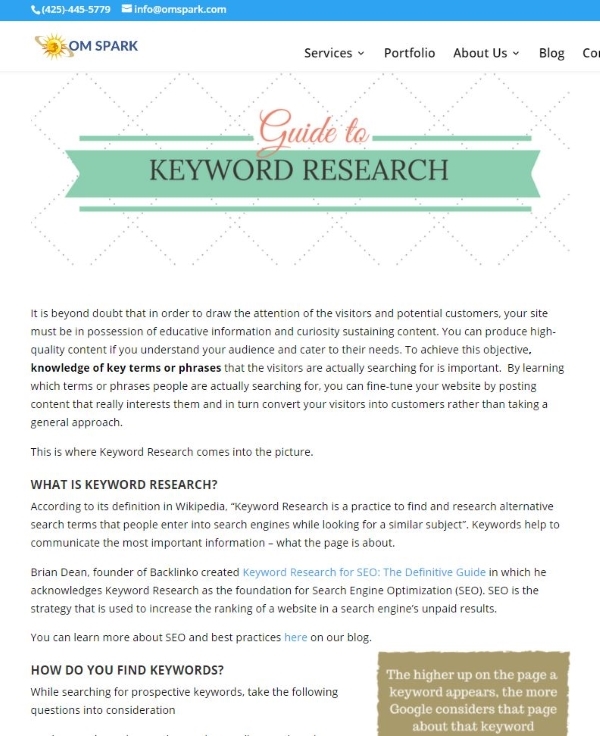 (425)-445-5779 info@omspark.com
OM SPARK
Services Portfolio About Us Blog
Guide to
KEYWORD RESEARCH
It is beyond doubt that in order to draw the attention of the visitors and potential customers, your site
must be in possession of educative information and curiosity sustaining content. You can produce high-
quality content if you understand your audience and cater to their needs. To achieve this objective,
knowledge of key terms or phrases that the visitors are actually searching for is important. By learning
which terms or phrases people are actually searching for, you can fine-tune your website by posting
content that really interests them and in turn convert your visitors into customers rather than taking a
general approach.
This is where Keyword Research comes into the picture.
WHAT IS KEYWORD RESEARCH?
According to its definition in Wikipedia, “Keyword Research is a practice to find and research alternative
search terms that people enter into search engines while looking for a similar subject”. Keywords help to
communicate the most important information – what the page is about.
Brian Dean, founder of Backlinko created Keyword Research for SEO: The Definitive Guide in which he
acknowledges Keyword Research as the foundation for Search Engine Optimization (SEO). SEO is the
strategy that is used to increase the ranking of a website in a search engine’s unpaid results.
You can learn more about SEO and best practices here on our blog.
HOW DO YOU FIND KEYWORDS?
While searching for prospective keywords, take the following
questions into consideration
The higher up on the page a
keyword appears, the more
Google considers that page
about that keyword